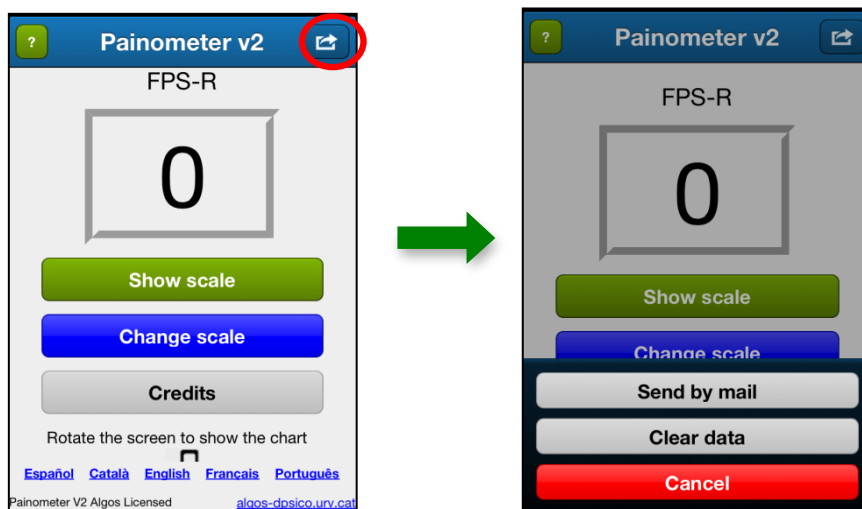 ? Painometer v2
FPS-R
0
Show scale
Change scale
Credits
Rotate the screen to show the chart
Español Català English Français Português
Painometer V2 Algos Licensed algos-dpsico.urv.cat
? Painometer v2
FPS-R
0
Show scale
Change scale
Send by mail
Clear data
Cancel